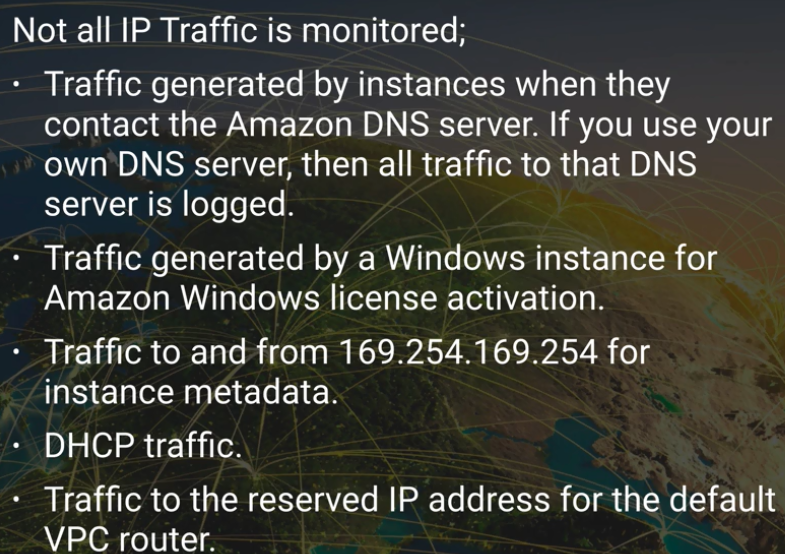 Not all IP Traffic is monitored;
• Traffic generated by instances when they
contact the Amazon DNS server. If you use your
own DNS server, then all traffic to that DNS
server is logged.
• Traffic generated by a Windows instance for
Amazon Windows license activation.
• Traffic to and from 169.254.169.254 for
instance metadata.
• DHCP traffic.
• Traffic to the reserved IP address for the default
VPC router.